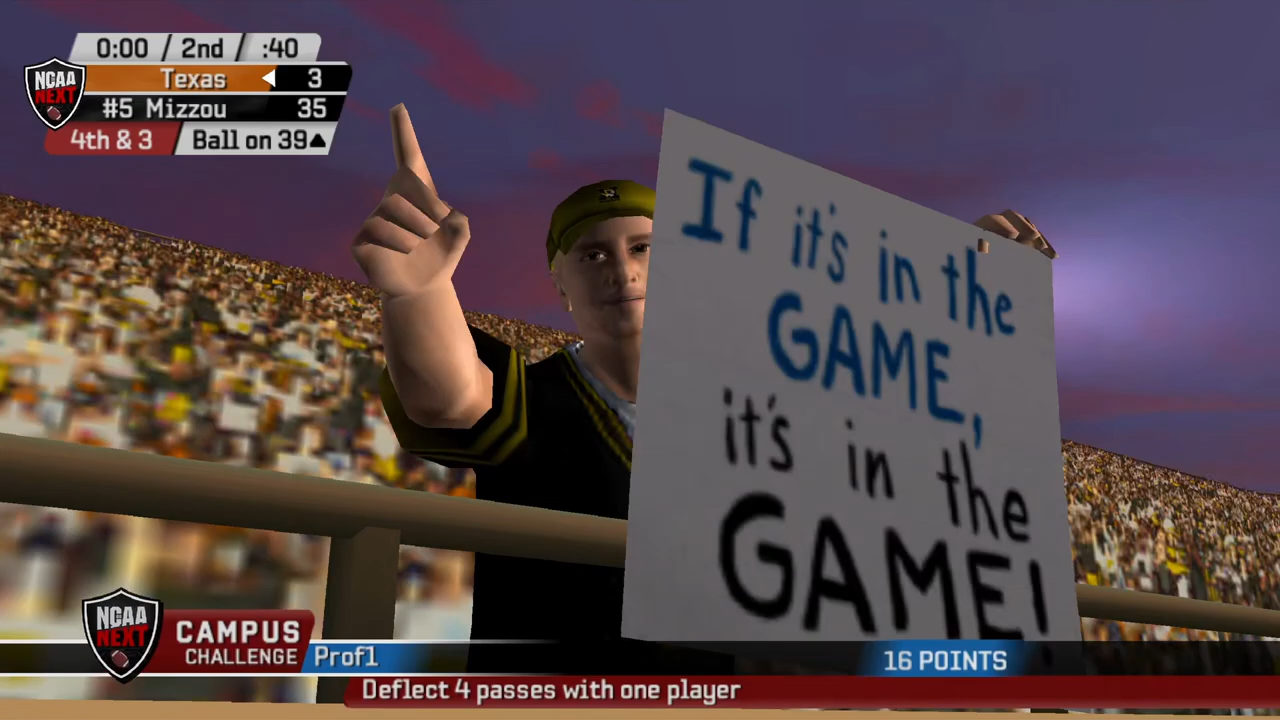 0:00 / 2nd / :40
NCAA
NEXT
Texas 3
#5 Mizzou 35
4th & 3 Ball on 39
If it's in the
GAME,
it's in the
GAME!
NCAA
NEXT
CAMPUS
CHALLENGE
Prof1 16 POINTS
Deflect 4 passes with one player